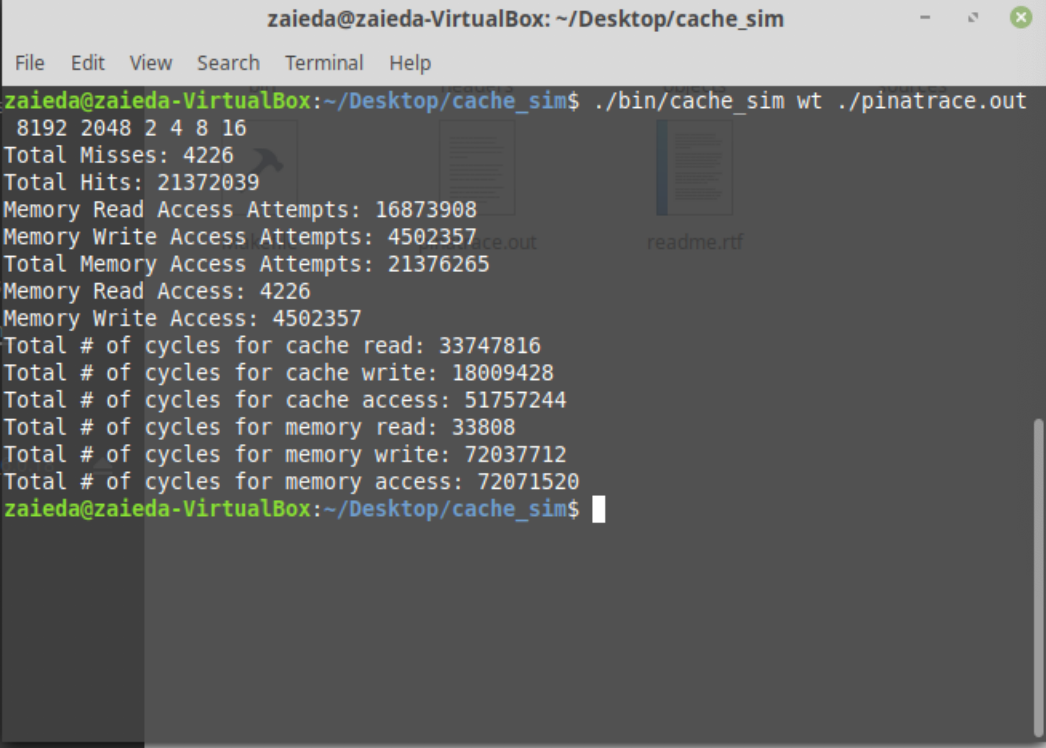 zaieda@zaieda-VirtualBox: ~/Desktop/cache_sim
File Edit View Search Terminal Help
zaieda@zaieda-VirtualBox:~/Desktop/cache_sim$ ./bin/cache_sim wt ./pinatrace.out
8192 2048 2 4 8 16
Total Misses: 4226
Total Hits: 21372039
Memory Read Access Attempts: 16873908
Memory Write Access Attempts: 4502357
pinatrace.out
readme.rtf
Total Memory Access Attempts: 21376265
Memory Read Access: 4226
Memory Write Access: 4502357
Total # of cycles for cache read: 33747816
Total # of cycles for cache write: 18009428
Total # of cycles for cache access: 51757244
Total # of cycles for memory read: 33808
Total # of cycles for memory write: 72037712
Total # of cycles for memory access: 72071520
zaieda@zaieda-VirtualBox:~/Desktop/cache_sim$